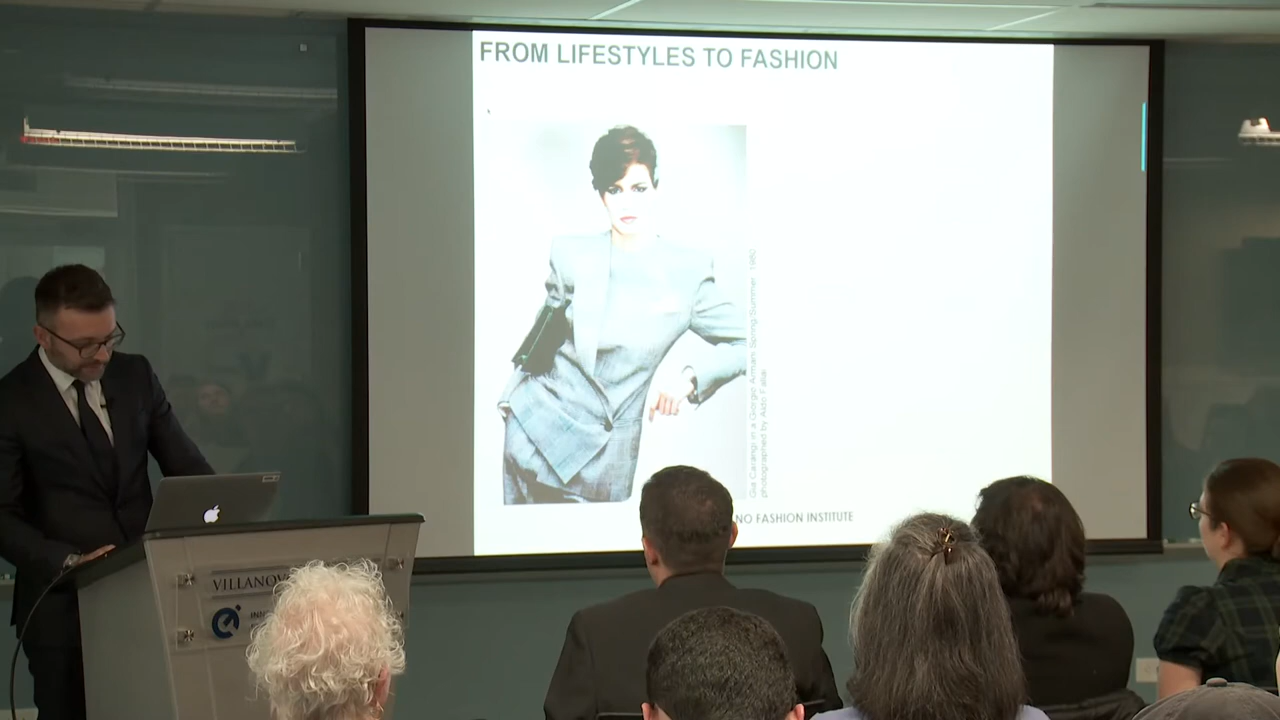 FROM LIFESTYLES TO FASHION
Gia Carangi in a Giorgio Armani Spring/Summer 1980
photographed by Aldo Fallai
NO FASHION INSTITUTE
VILLANOV